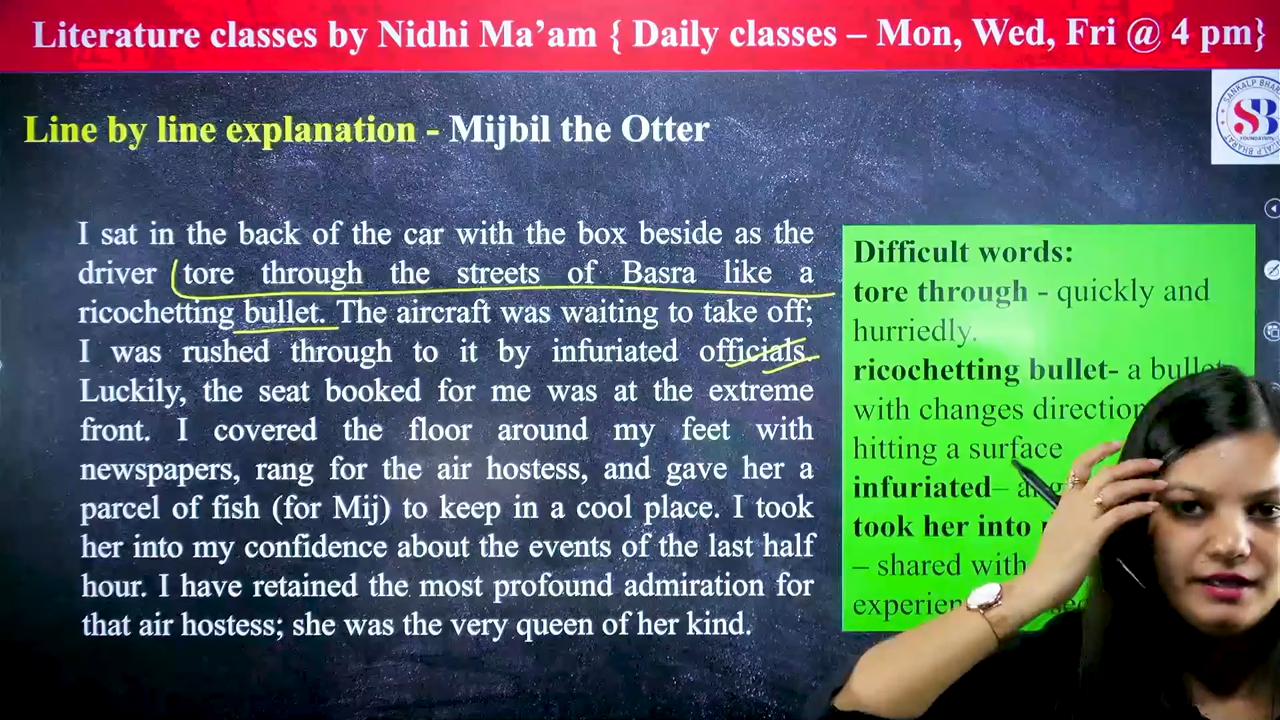 Literature classes by Nidhi Ma’am { Daily classes – Mon, Wed, Fri @ 4 pm}
Line by line explanation - Mijbil the Otter
SANKALP BHAR
SB
FOUNDATION
I sat in the back of the car with the box beside as the
driver tore through the streets of Basra like a
ricochetting bullet. The aircraft was waiting to take off;
I was rushed through to it by infuriated officials.
Luckily, the seat booked for me was at the extreme
front. I covered the floor around my feet with
newspapers, rang for the air hostess, and gave her a
parcel of fish (for Mij) to keep in a cool place. I took
her into my confidence about the events of the last half
hour. I have retained the most profound admiration for
that air hostess; she was the very queen of her kind.
Difficult words:
tore through - quickly and
hurriedly.
ricochetting bullet- a bullet
with changes direction
hitting a surface
infuriated–
took her into
– shared with